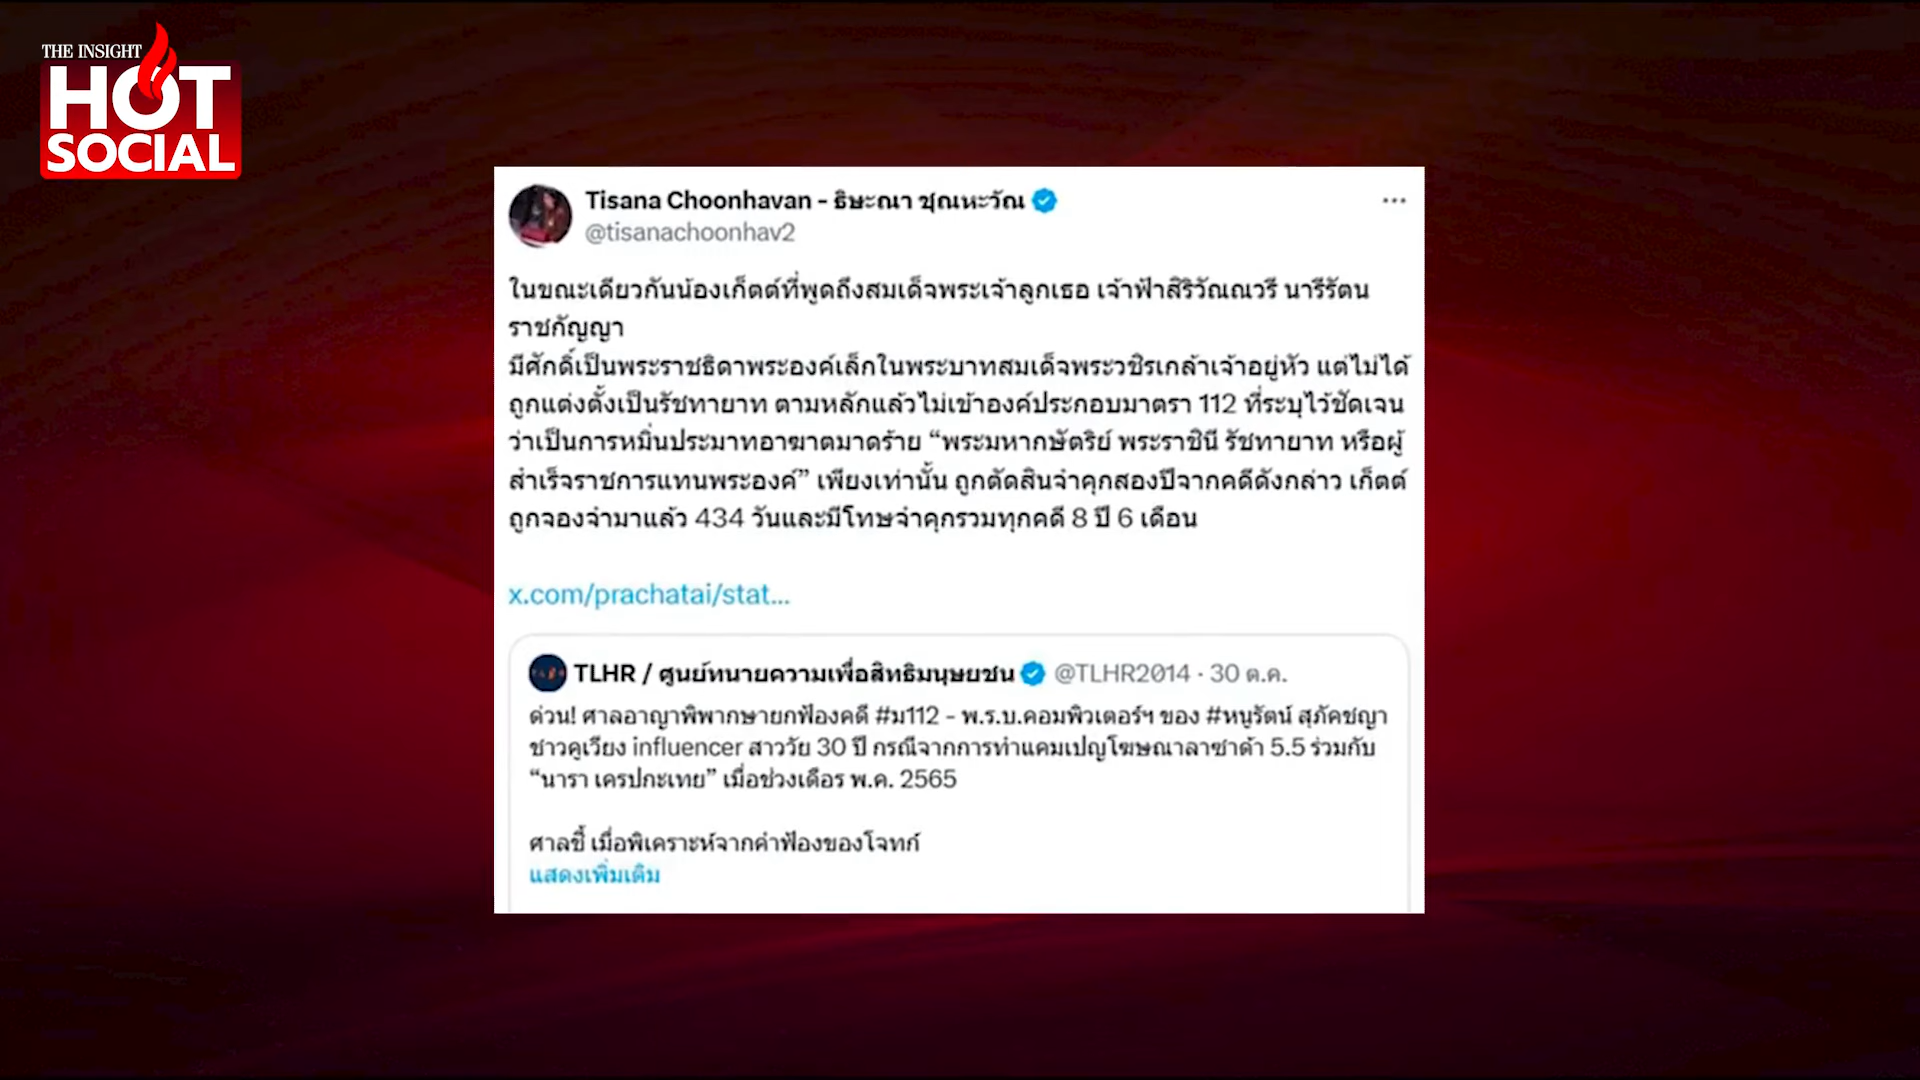 THE INSIGHT
HOT
SOCIAL
Tisana Choonhavan - ธิษะณา ชุณหะวัณ
@tisanachoonhav2
ในขณะเดียวกันน้องเก็ตต์ที่พูดถึงสมเด็จพระเจ้าลูกเธอ เจ้าฟ้าสิริวัณณวรี นารีรัตน
ราชกัญญา
มีศักดิ์เป็นพระราชธิดาพระองค์เล็กในพระบาทสมเด็จพระวชิรเกล้าเจ้าอยู่หัว แต่ไม่ได้
ถูกแต่งตั้งเป็นรัชทายาท ตามหลักแล้วไม่เข้าองค์ประกอบมาตรา 112 ที่ระบุไว้ชัดเจน
ว่าเป็นการหมิ่นประมาทอาฆาตมาดร้าย “พระมหากษัตริย์ พระราชินี รัชทายาท หรือผู้
สำเร็จราชการแทนพระองค์” เพียงเท่านั้น ถูกตัดสินจำคุกสองปีจากคดีดังกล่าว เก็ตต์
ถูกจองจำมาแล้ว 434 วันและมีโทษจำคุกรวมทุกคดี 8 ปี 6 เดือน
x.com/prachatai/stat...
TLHR / ศูนย์ทนายความเพื่อสิทธิมนุษยชน @TLHR2014 · 30 ต.ค.
ด่วน! ศาลอาญาพิพากษายกฟ้องคดี #ม112 - พ.ร.บ.คอมพิวเตอร์ฯ ของ #หนูรัตน์ สุภัคชญา
ชาวคูเวียง influencer สาววัย 30 ปี กรณีจากการทำแคมเปญโฆษณาลาซาด้า 5.5 ร่วมกับ
“นารา เครปกะเทย” เมื่อช่วงเดือร พ.ค. 2565
ศาลชี้ เมื่อพิเคราะห์จากคำฟ้องของโจทก์
แสดงเพิ่มเติม